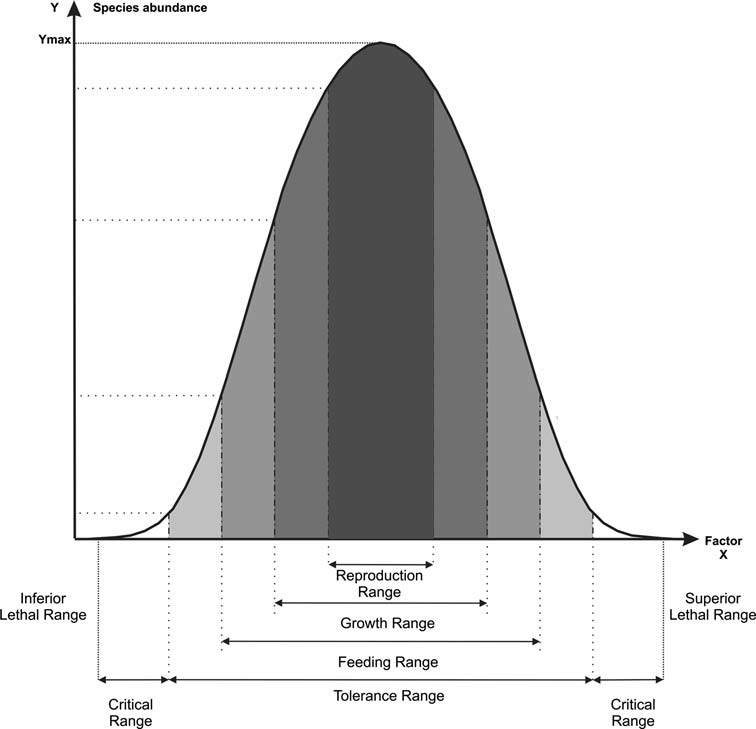 Y
Species abundance
Ymax
Factor
X
Reproduction
Range
Inferior
Lethal Range
Superior
Lethal Range
Growth Range
Feeding Range
Tolerance Range
Critical
Range
Critical
Range